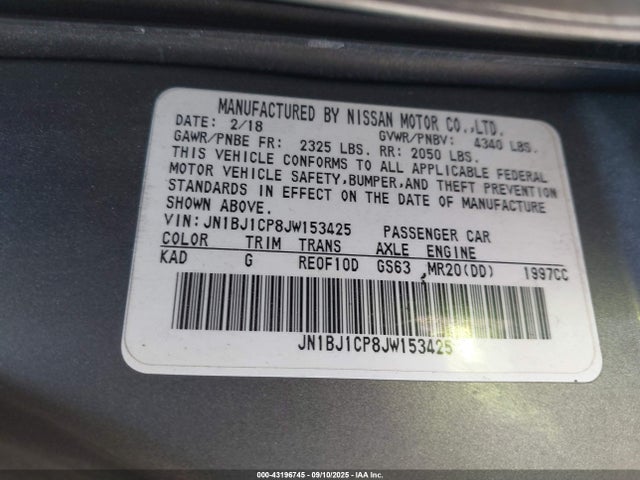 MANUFACTURED BY NISSAN MOTOR CO.,LTD.
DATE: 2/18 GVWR/PNBV: 4340 LBS.
GAWR/PNBE FR: 2325 LBS. RR: 2050 LBS.
THIS VEHICLE CONFORMS TO ALL APPLICABLE FEDERAL
MOTOR VEHICLE SAFETY,BUMPER,AND THEFT PREVENTION
STANDARDS IN EFFECT ON THE DATE OF MANUFACTURE
SHOWN ABOVE.
VIN: JN1BJ1CP8JW153425 PASSENGER CAR
COLOR TRIM TRANS AXLE ENGINE
KAD G RE0F10D GS63 MR20(DD) 1997CC
JN1BJ1CP8JW153425
000-43196745 - 09/10/2025 - IAA Inc.